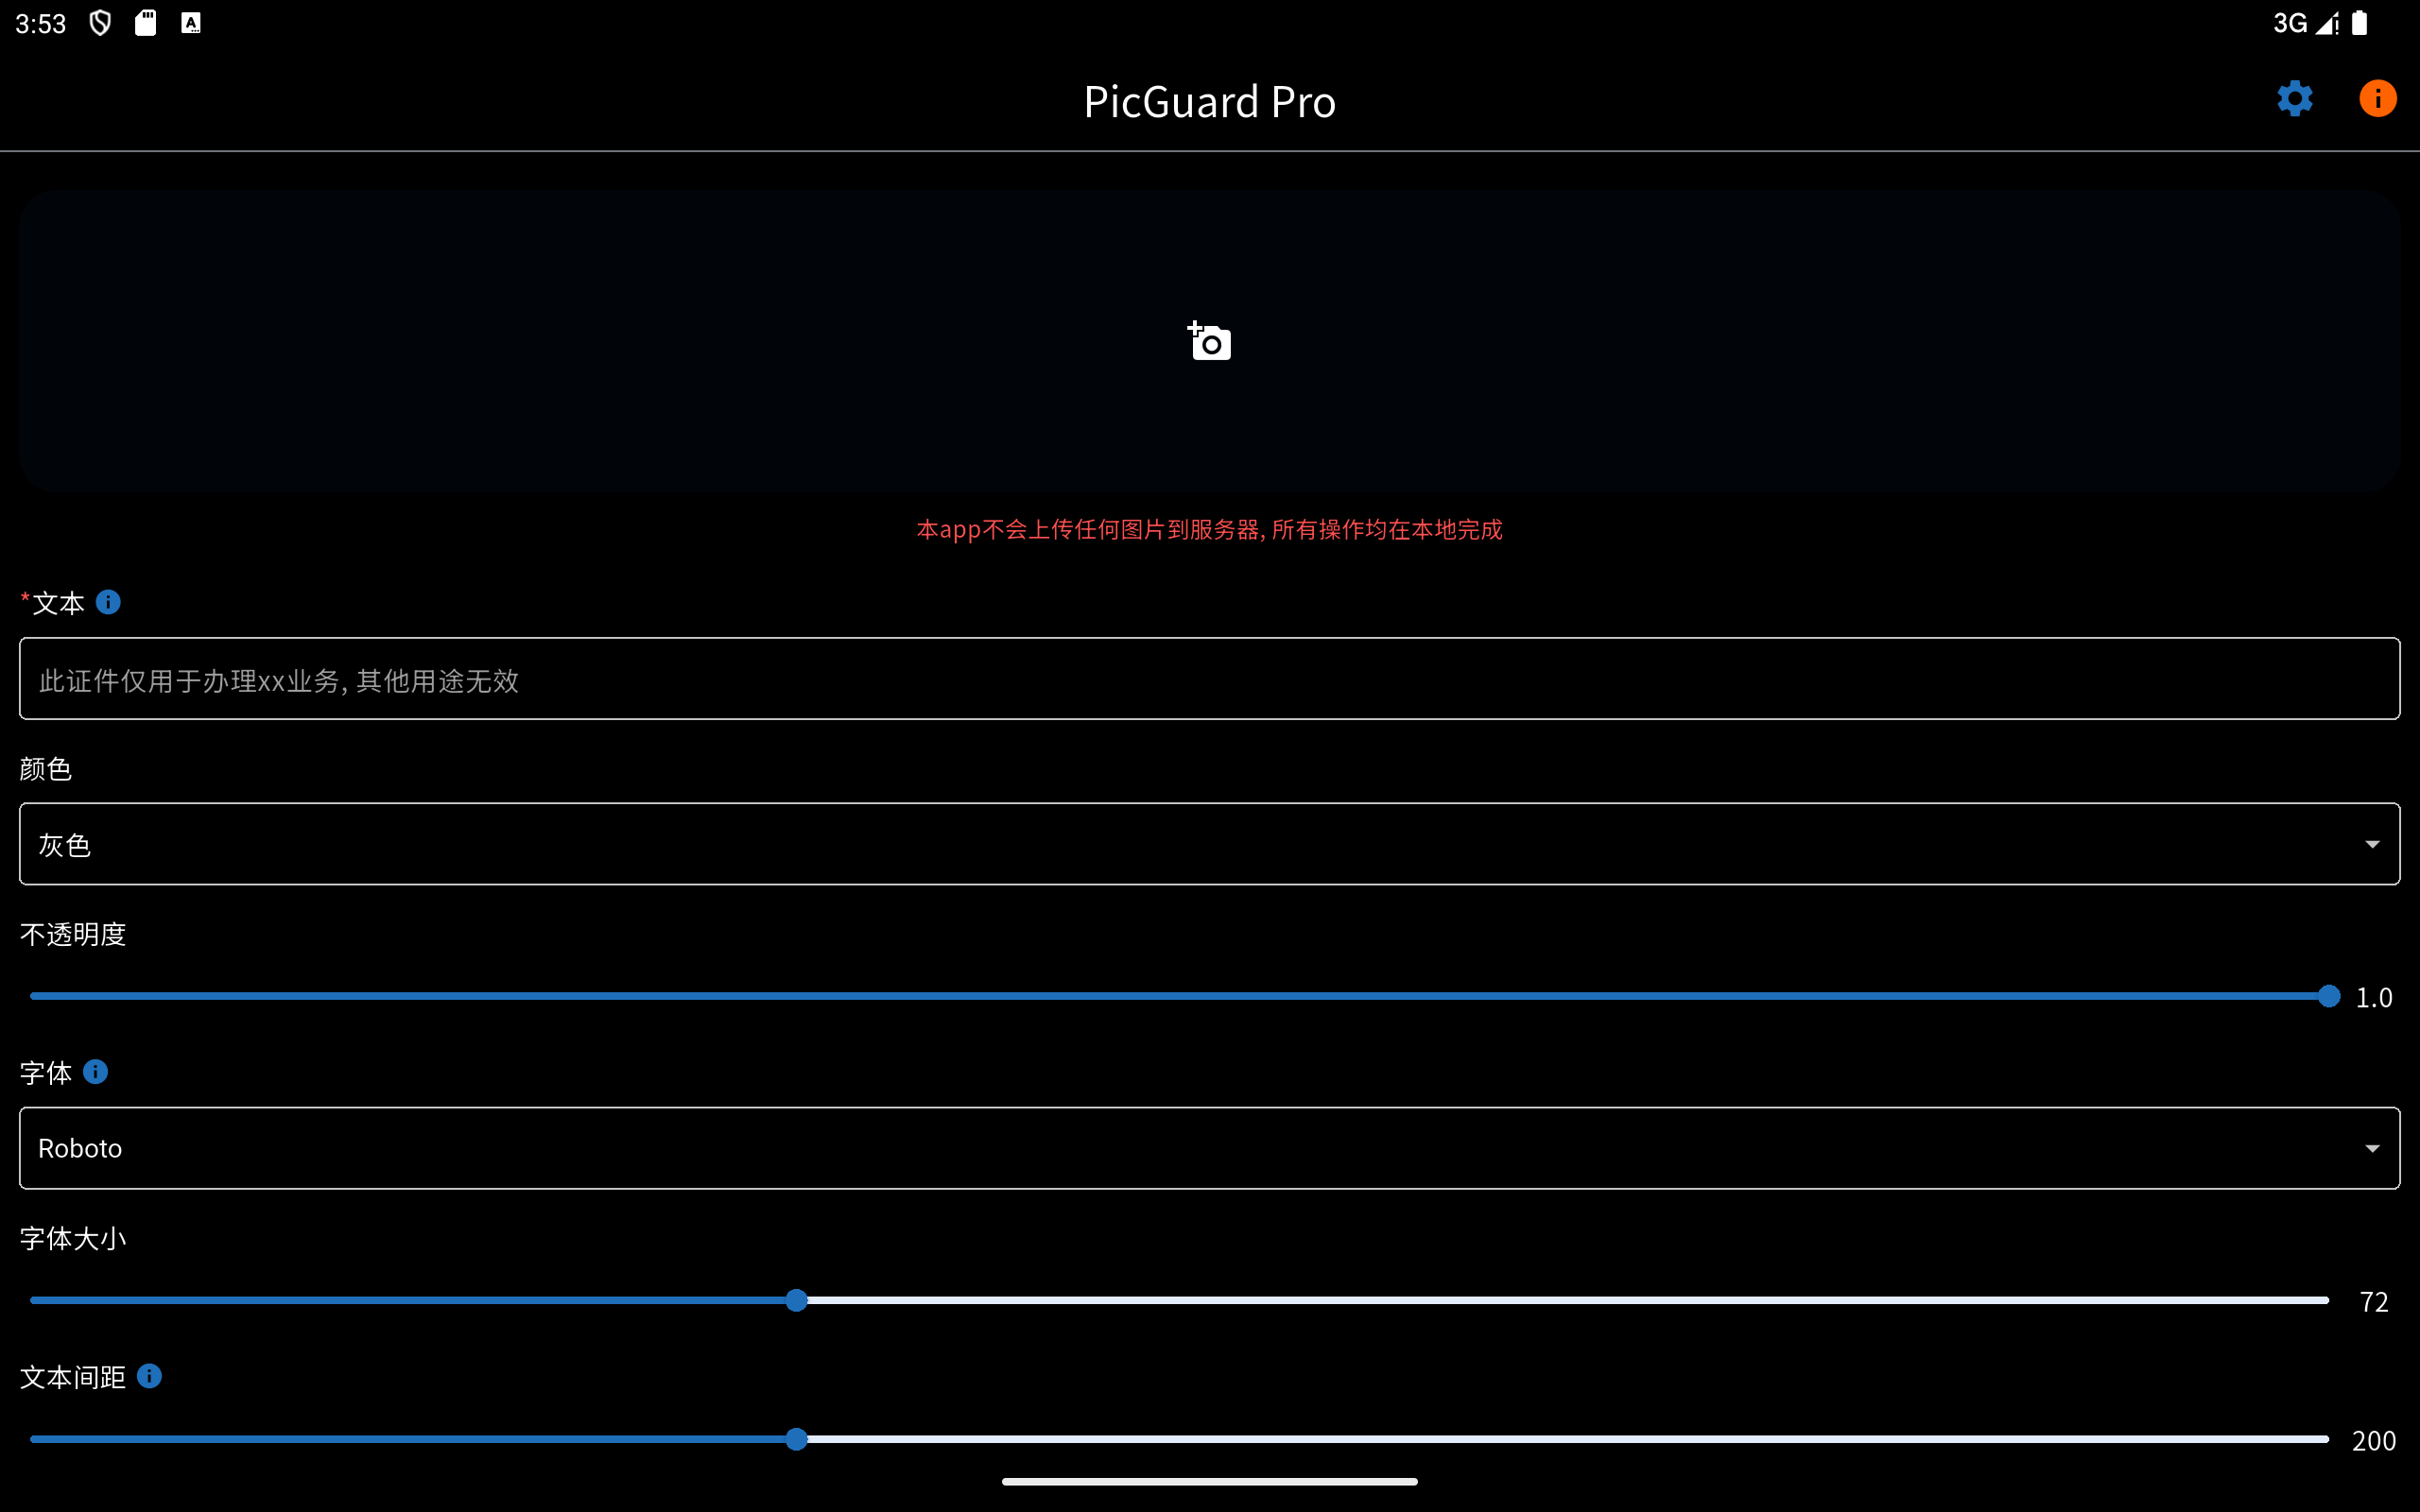 3:53
3G
PicGuard Pro
本app不会上传任何图片到服务器, 所有操作均在本地完成
*文本
此证件仅用于办理xx业务, 其他用途无效
颜色
灰色
不透明度
1.0
字体
Roboto
字体大小
72
文本间距
200